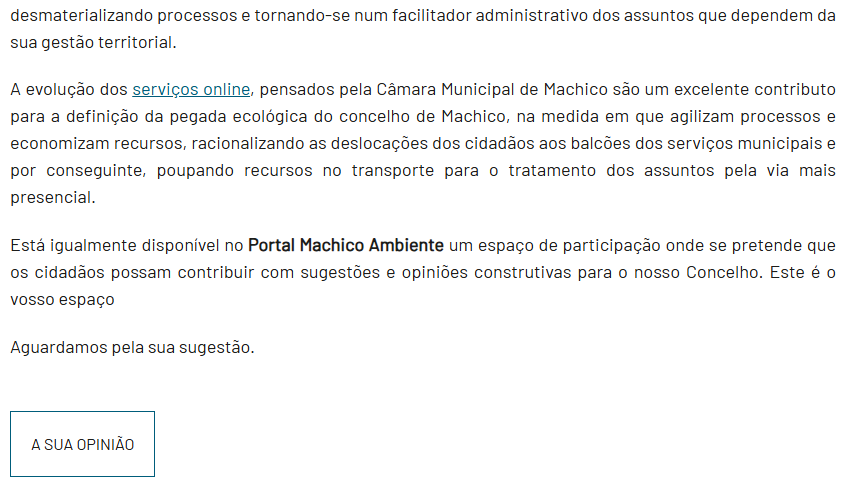 desmaterializando processos e tornando-se num facilitador administrativo dos assuntos que dependem da
sua gestão territorial.
A evolução dos serviços online, pensados pela Câmara Municipal de Machico são um excelente contributo
para a definição da pegada ecológica do concelho de Machico, na medida em que agilizam processos e
economizam recursos, racionalizando as deslocações dos cidadãos aos balcões dos serviços municipais e
por conseguinte, poupando recursos no transporte para o tratamento dos assuntos pela via mais
presencial.
Está igualmente disponível no Portal Machico Ambiente um espaço de participação onde se pretende que
os cidadãos possam contribuir com sugestões e opiniões construtivas para o nosso Concelho. Este é o
vosso espaço
Aguardamos pela sua sugestão.
A SUA OPINIÃO